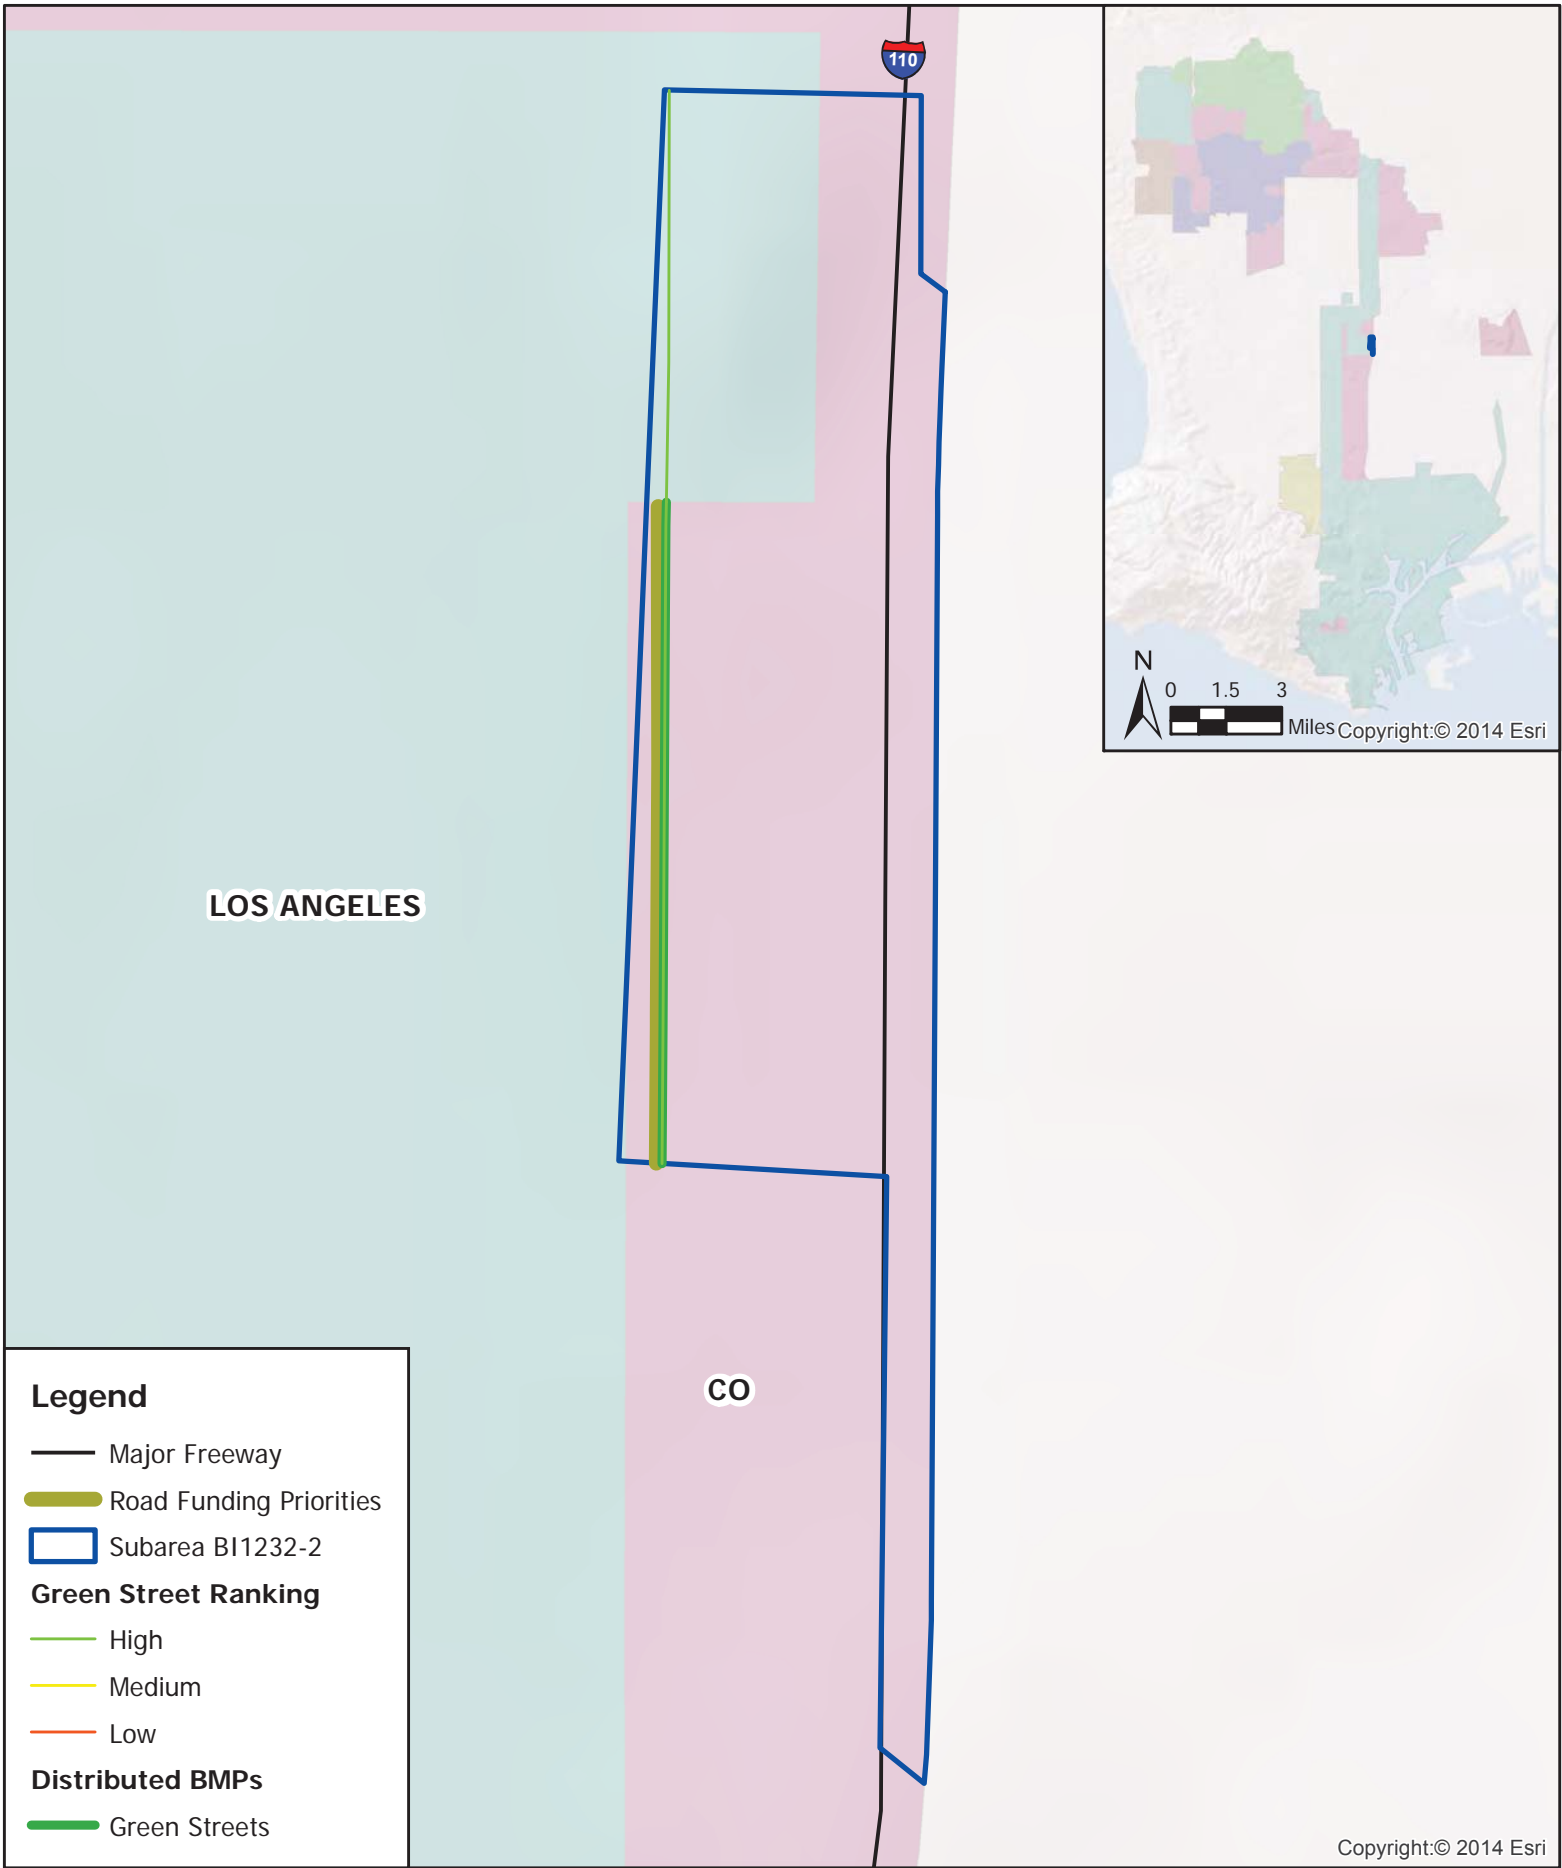 110
N
0 1.5 3
Miles
Copyright:© 2014 Esri
LOS ANGELES
CO
Legend
Major Freeway
Road Funding Priorities
Subarea BI1232-2
Green Street Ranking
High
Medium
Low
Distributed BMPs
Green Streets
Copyright:© 2014 Esri